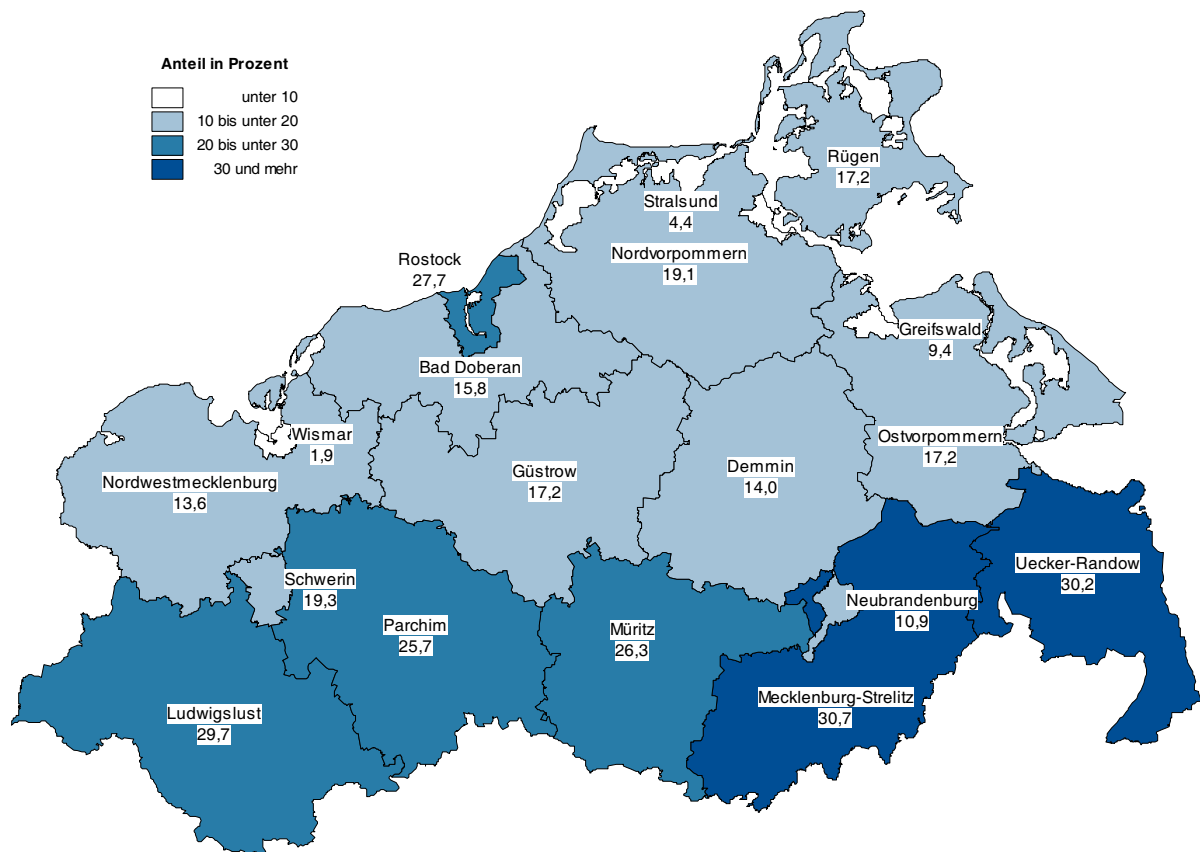 Anteil in Prozent
unter 10
10 bis unter 20
20 bis unter 30
30 und mehr
Rügen
17,2
Stralsund
4,4
Nordvorpommern
19,1
Rostock
27,7
Greifswald
9,4
Bad Doberan
15,8
Wismar
1,9
Ostvorpommern
17,2
Nordwestmecklenburg
13,6
Güstrow
17,2
Demmin
14,0
Uecker-Randow
30,2
Schwerin
19,3
Neubrandenburg
10,9
Parchim
25,7
Müritz
26,3
Mecklenburg-Strelitz
30,7
Ludwigslust
29,7